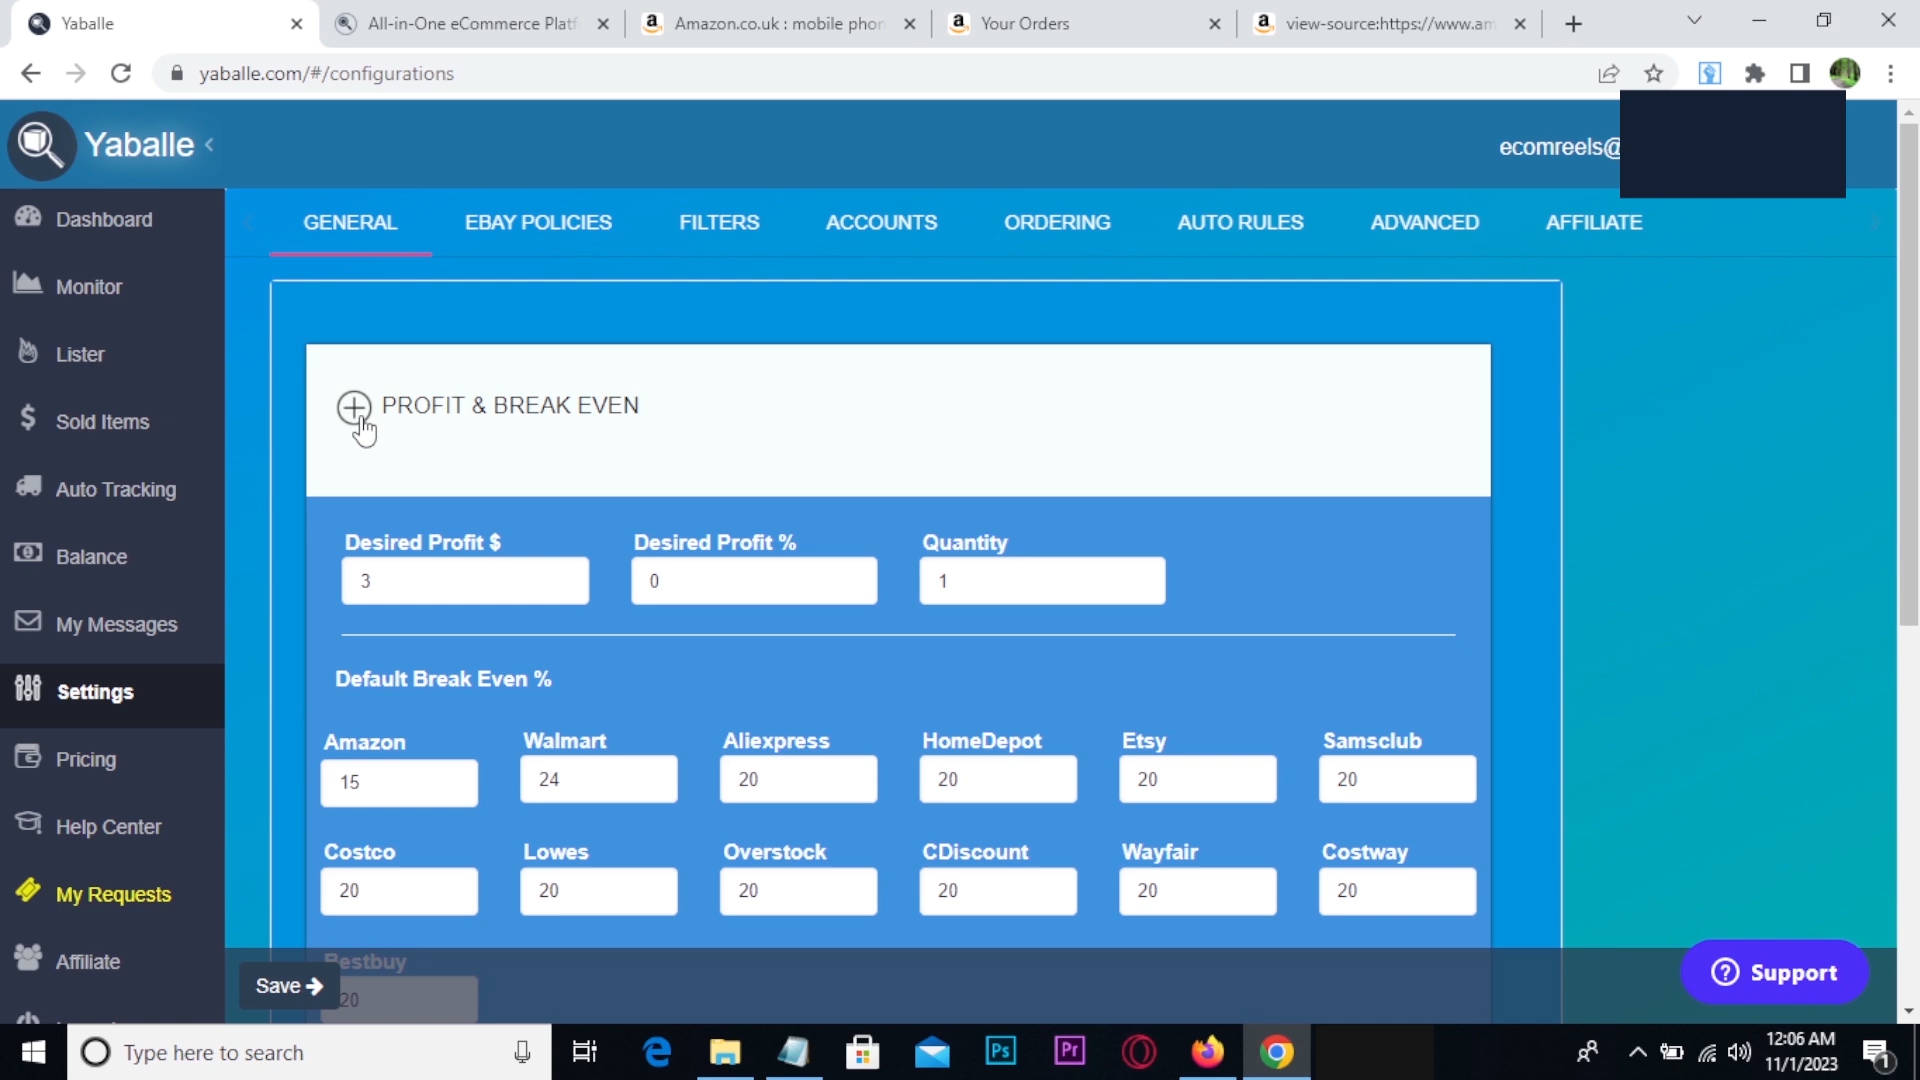 Yaballe
All-in-One eCommerce Platf
Amazon.co.uk : mobile phon
Your Orders
view-source:https://www.am
yaballe.com/#/configurations
Yaballe
ecomreels@
Dashboard
Monitor
Lister
Sold Items
Auto Tracking
Balance
My Messages
Settings
Pricing
Help Center
My Requests
Affiliate
GENERAL EBAY POLICIES FILTERS ACCOUNTS ORDERING AUTO RULES ADVANCED AFFILIATE
PROFIT & BREAK EVEN
Desired Profit $ Desired Profit % Quantity
3 0 1
Default Break Even %
Amazon Walmart Aliexpress HomeDepot Etsy Samsclub
15 24 20 20 20 20
Costco Lowes Overstock CDiscount Wayfair Costway
20 20 20 20 20 20
Bestbuy
20
Save
Support
Type here to search
Ps
Pr
12:06 AM
11/1/2023
1